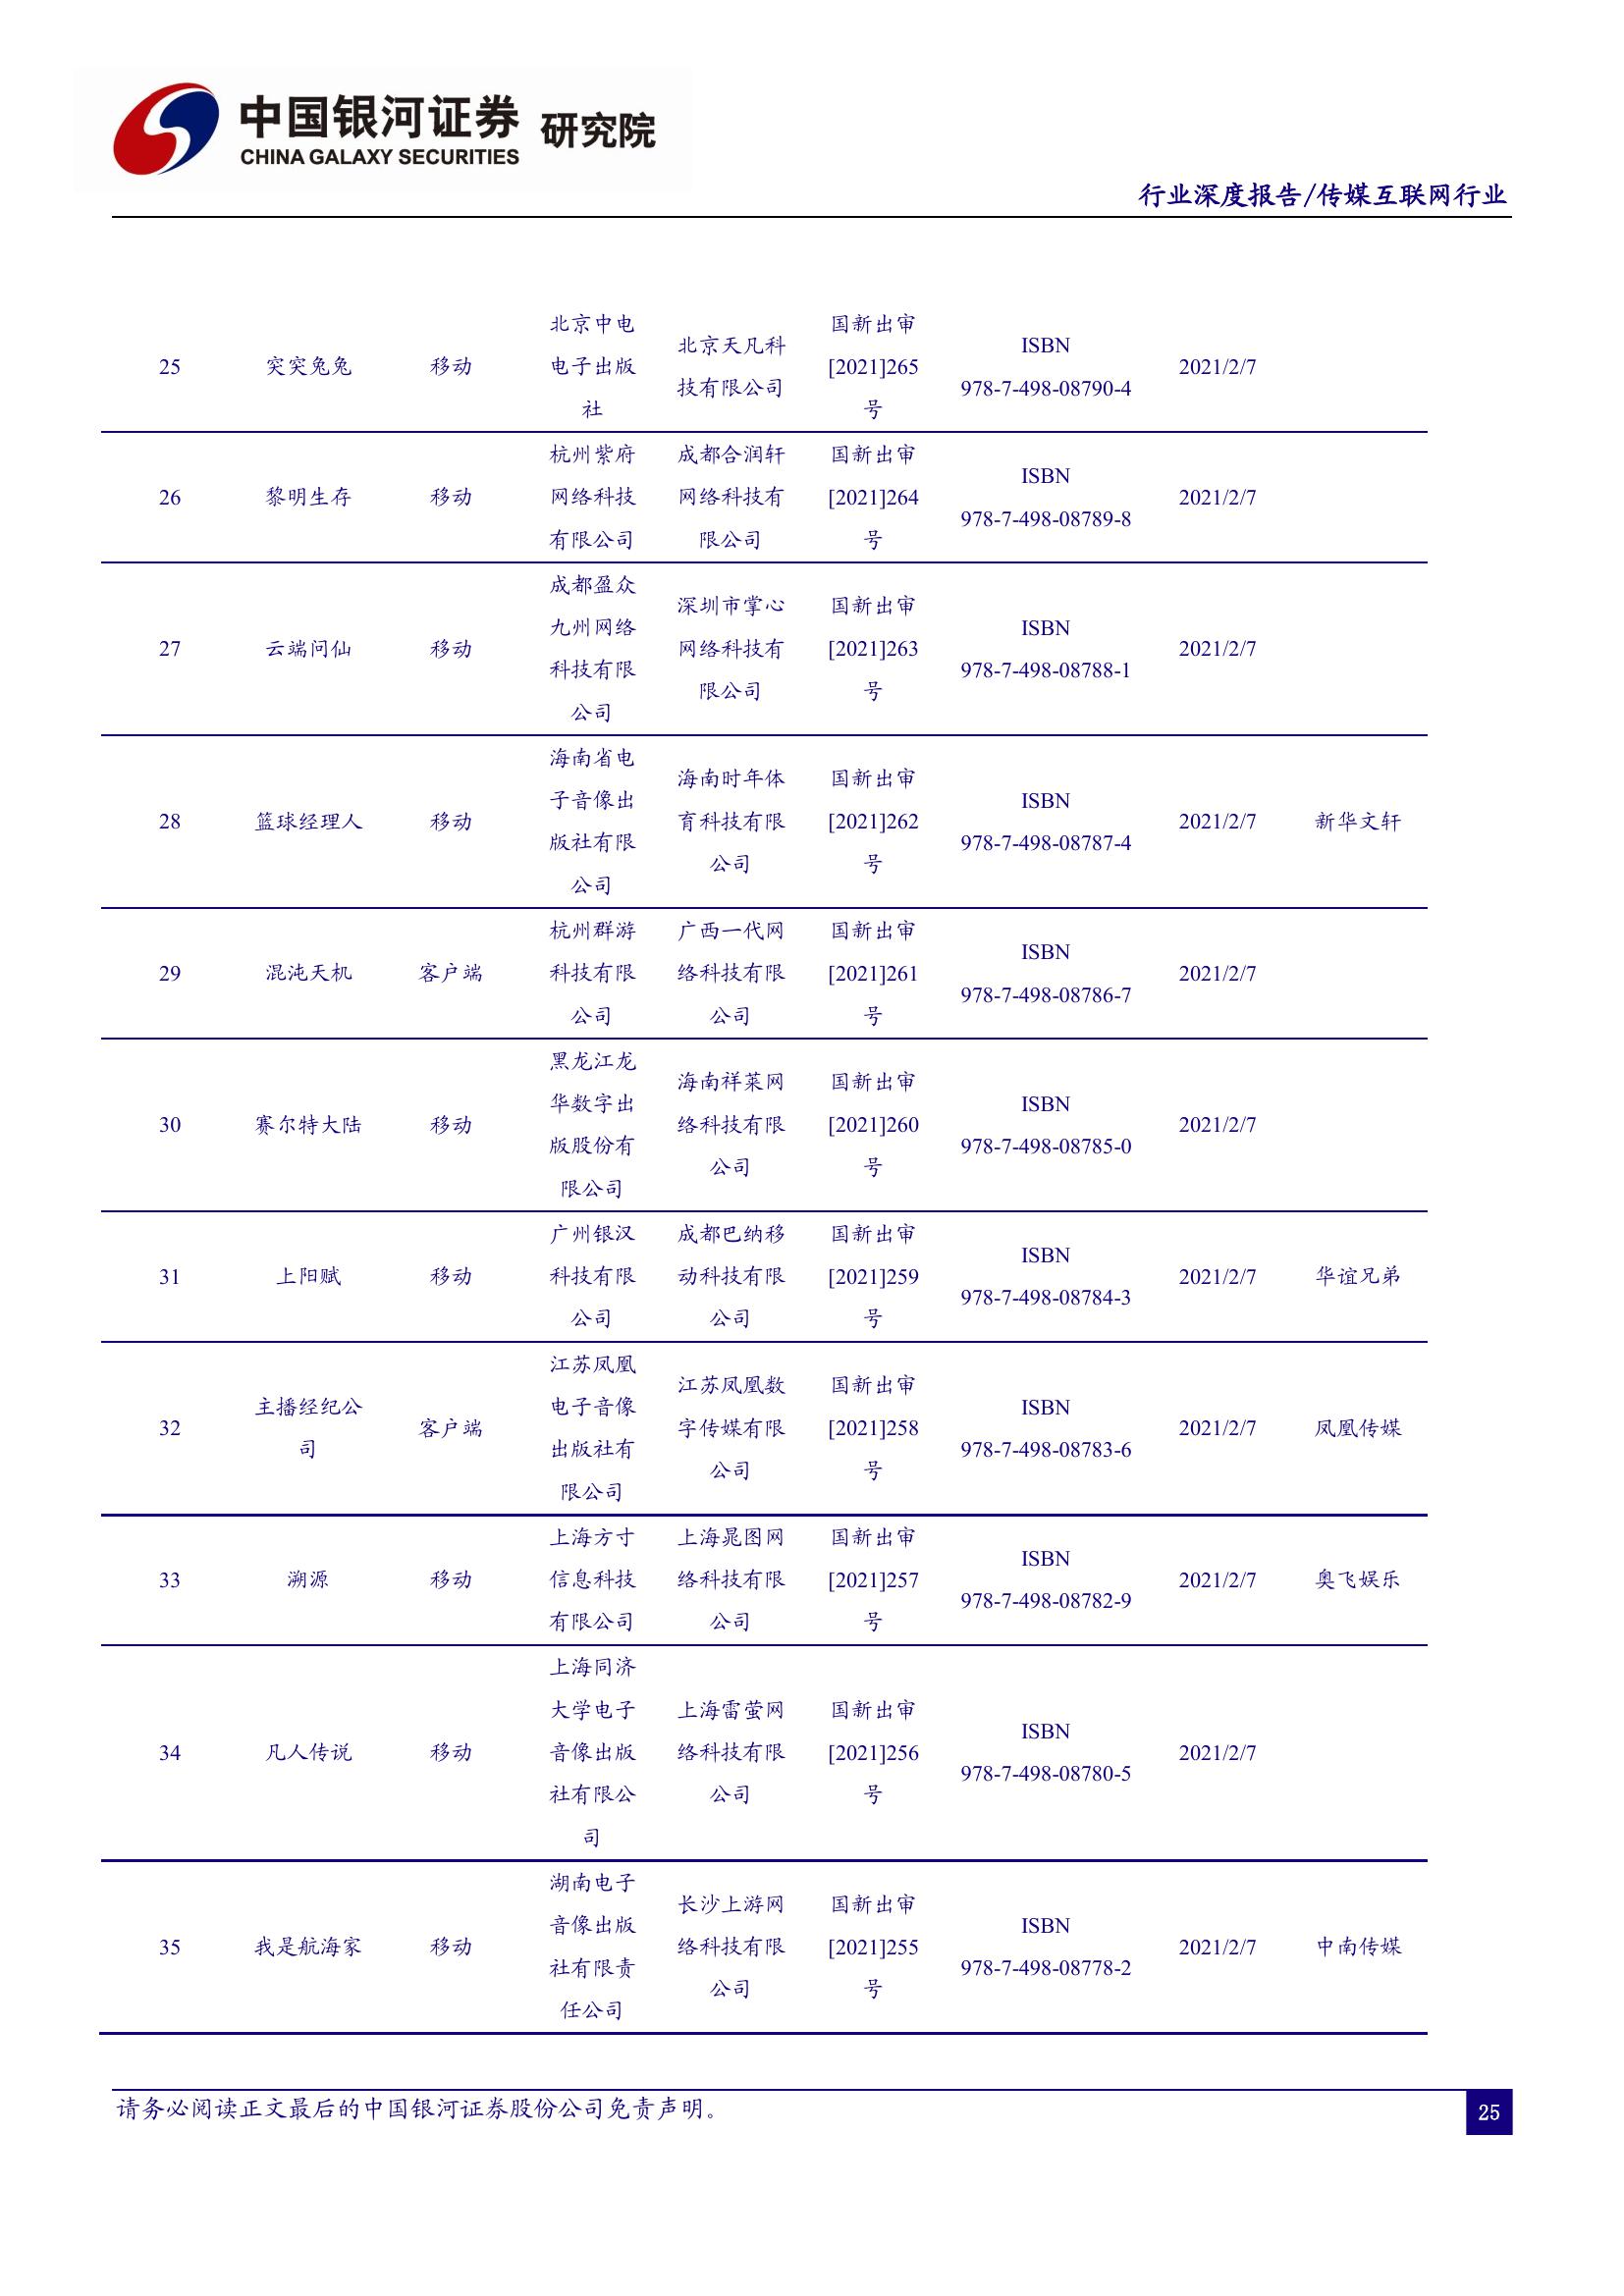 中国银河证券 研究院
CHINA GALAXY SECURITIES
行业深度报告/传媒互联网行业
25 突突兔兔 移动 北京中电电子出版社 北京天凡科技有限公司 国新出审[2021]265号 ISBN 978-7-498-08790-4 2021/2/7
26 黎明生存 移动 杭州紫府网络科技有限公司 成都合润轩网络科技有限公司 国新出审[2021]264号 ISBN 978-7-498-08789-8 2021/2/7
27 云端问仙 移动 成都盈众九州网络科技有限公司 深圳市掌心网络科技有限公司 国新出审[2021]263号 ISBN 978-7-498-08788-1 2021/2/7
28 篮球经理人 移动 海南省电子音像出版社有限公司 海南时年体育科技有限公司 国新出审[2021]262号 ISBN 978-7-498-08787-4 2021/2/7 新华文轩
29 混沌天机 客户端 杭州群游科技有限公司 广西一代网络科技有限公司 国新出审[2021]261号 ISBN 978-7-498-08786-7 2021/2/7
30 赛尔特大陆 移动 黑龙江龙华数字出版股份有限公司 海南祥莱网络科技有限公司 国新出审[2021]260号 ISBN 978-7-498-08785-0 2021/2/7
31 上阳赋 移动 广州银汉科技有限公司 成都巴纳移动科技有限公司 国新出审[2021]259号 ISBN 978-7-498-08784-3 2021/2/7 华谊兄弟
32 主播经纪公司 客户端 江苏凤凰电子音像出版社有限公司 江苏凤凰数字传媒有限公司 国新出审[2021]258号 ISBN 978-7-498-08783-6 2021/2/7 凤凰传媒
33 溯源 移动 上海方寸信息科技有限公司 上海晁图网络科技有限公司 国新出审[2021]257号 ISBN 978-7-498-08782-9 2021/2/7 奥飞娱乐
34 凡人传说 移动 上海同济大学电子音像出版社有限公司 上海雷萤网络科技有限公司 国新出审[2021]256号 ISBN 978-7-498-08780-5 2021/2/7
35 我是航海家 移动 湖南电子音像出版社有限责任公司 长沙上游网络科技有限公司 国新出审[2021]255号 ISBN 978-7-498-08778-2 2021/2/7 中南传媒
请务必阅读正文最后的中国银河证券股份公司免责声明。
25